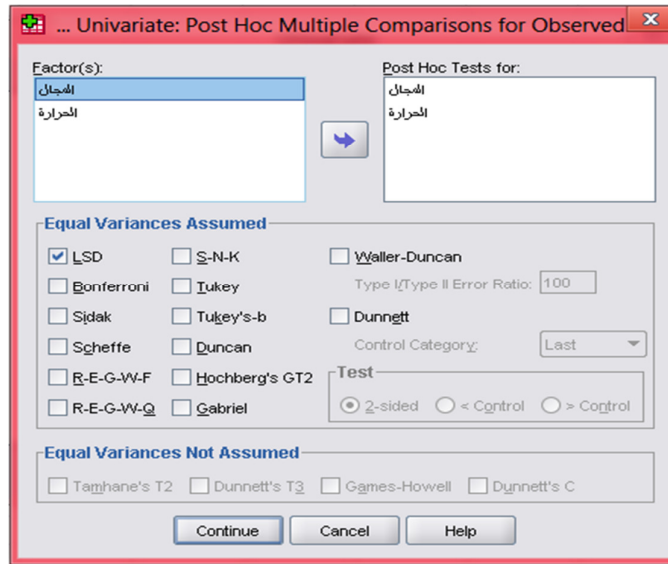 ... Univariate: Post Hoc Multiple Comparisons for Observed
Factor(s):
المجال
الحرارة
Post Hoc Tests for:
المجال
الحرارة
Equal Variances Assumed
LSD S-N-K Waller-Duncan
Bonferroni Tukey Type I/Type II Error Ratio: 100
Sidak Tukey's-b Dunnett
Scheffe Duncan Control Category: Last
R-E-G-W-F Hochberg's GT2 Test
R-E-G-W-Q Gabriel 2-sided < Control > Control
Equal Variances Not Assumed
Tamhane's T2 Dunnett's T3 Games-Howell Dunnett's C
Continue Cancel Help